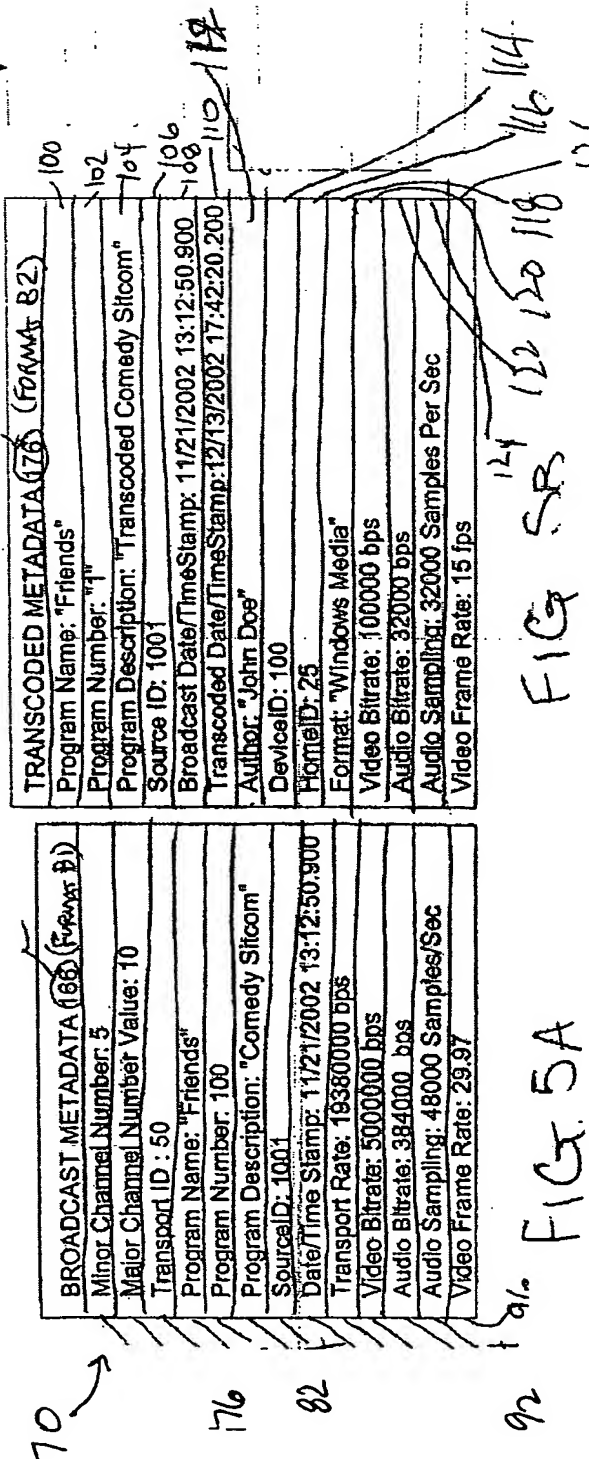 70
BROADCAST METADATA (166) (FORMAT B1)
Minor Channel Number: 5
Major Channel Number Value: 10
Transport ID : 50
Program Name: "Friends"
Program Number: 100
Program Description: "Comedy Sitcom"
SourceID: 1001
Date/Time Stamp: 11/21/2002 13:12:50.900
Transport Rate: 19380000 bps
Video Bitrate: 5000000 bps
Audio Bitrate: 384000 bps
Audio Sampling: 48000 Samples/Sec
Video Frame Rate: 29.97
176
82
92
96
FIG. 5A
TRANSCODED METADATA (176) (FORMAT B2)
Program Name: "Friends"
Program Number: "1"
Program Description: "Transcoded Comedy Sitcom"
Source ID: 1001
Broadcast Date/TimeStamp: 11/21/2002 13:12:50.900
Transcoded Date/TimeStamp:12/13/2002 17:42:20.200
Author: "John Doe"
DeviceID: 100
HomeID: 25
Format: "Windows Media"
Video Bitrate: 100000 bps
Audio Bitrate: 32000 bps
Audio Sampling: 32000 Samples Per Sec
Video Frame Rate: 15 fps
100
102
104
106
108
110
112
114
116
118
120
122
124
FIG 5B